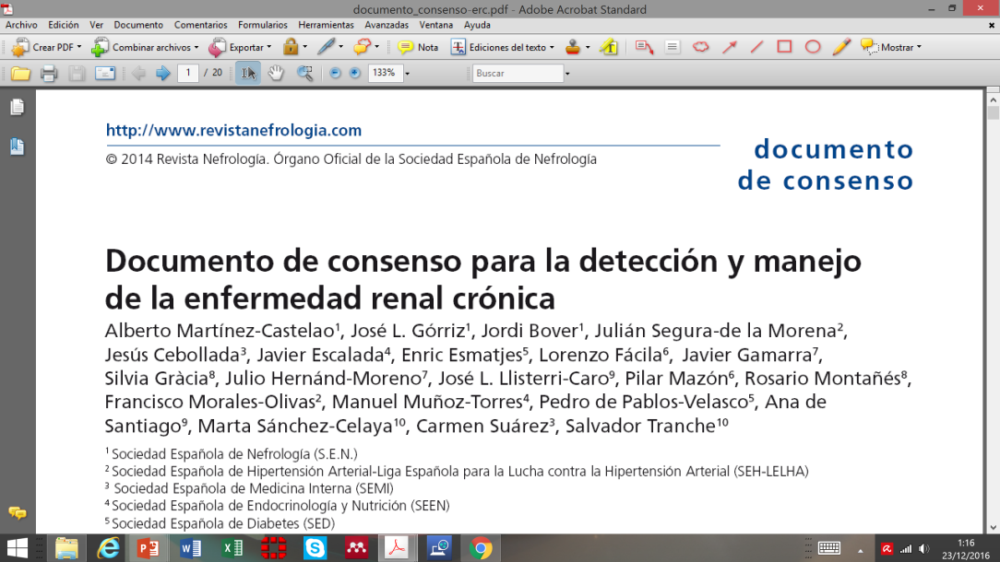 documento_consenso-erc.pdf - Adobe Acrobat Standard
Archivo Edición Ver Documento Comentarios Formularios Herramientas Avanzadas Ventana Ayuda
Crear PDF Combinar archivos Exportar Nota Ediciones del texto Mostrar
1 / 20 133% Buscar
http://www.revistanefrologia.com
© 2014 Revista Nefrología. Órgano Oficial de la Sociedad Española de Nefrología
documento
de consenso
Documento de consenso para la detección y manejo
de la enfermedad renal crónica
Alberto Martínez-Castelao¹, José L. Górriz¹, Jordi Bover¹, Julián Segura-de la Morena²,
Jesús Cebollada³, Javier Escalada⁴, Enric Esmatjes⁵, Lorenzo Fácila⁶, Javier Gamarra⁷,
Silvia Gràcia⁸, Julio Hernánd-Moreno⁷, José L. Llisterri-Caro⁹, Pilar Mazón⁶, Rosario Montañés⁸,
Francisco Morales-Olivas², Manuel Muñoz-Torres⁴, Pedro de Pablos-Velasco⁵, Ana de
Santiago⁹, Marta Sánchez-Celaya¹⁰, Carmen Suárez³, Salvador Tranche¹⁰
¹ Sociedad Española de Nefrología (S.E.N.)
² Sociedad Española de Hipertensión Arterial-Liga Española para la Lucha contra la Hipertensión Arterial (SEH-LELHA)
³ Sociedad Española de Medicina Interna (SEMI)
⁴ Sociedad Española de Endocrinología y Nutrición (SEEN)
⁵ Sociedad Española de Diabetes (SED)
1:16
23/12/2016